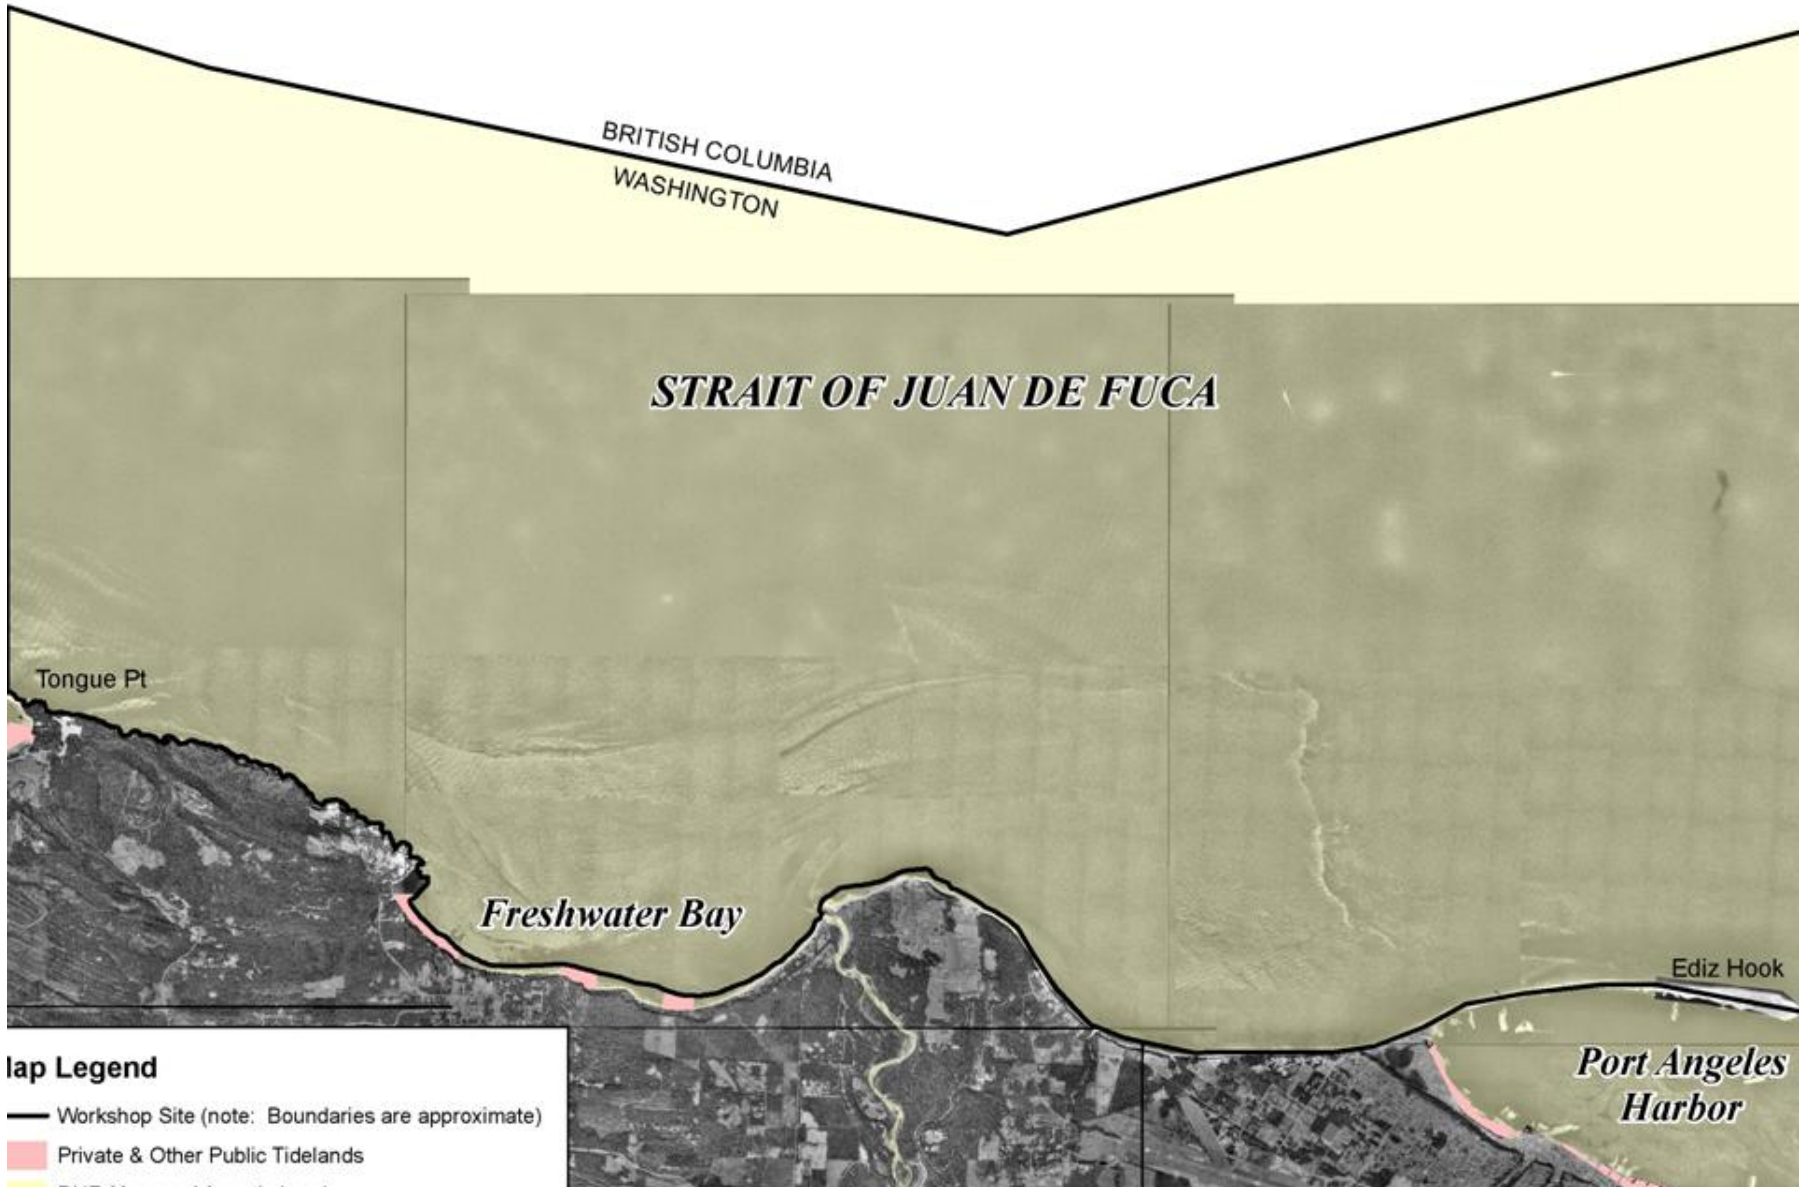 BRITISH COLUMBIA
WASHINGTON
STRAIT OF JUAN DE FUCA
Tongue Pt
Freshwater Bay
Ediz Hook
Port Angeles
Harbor
Legend
Workshop Site (note: Boundaries are approximate)
Private & Other Public Tidelands